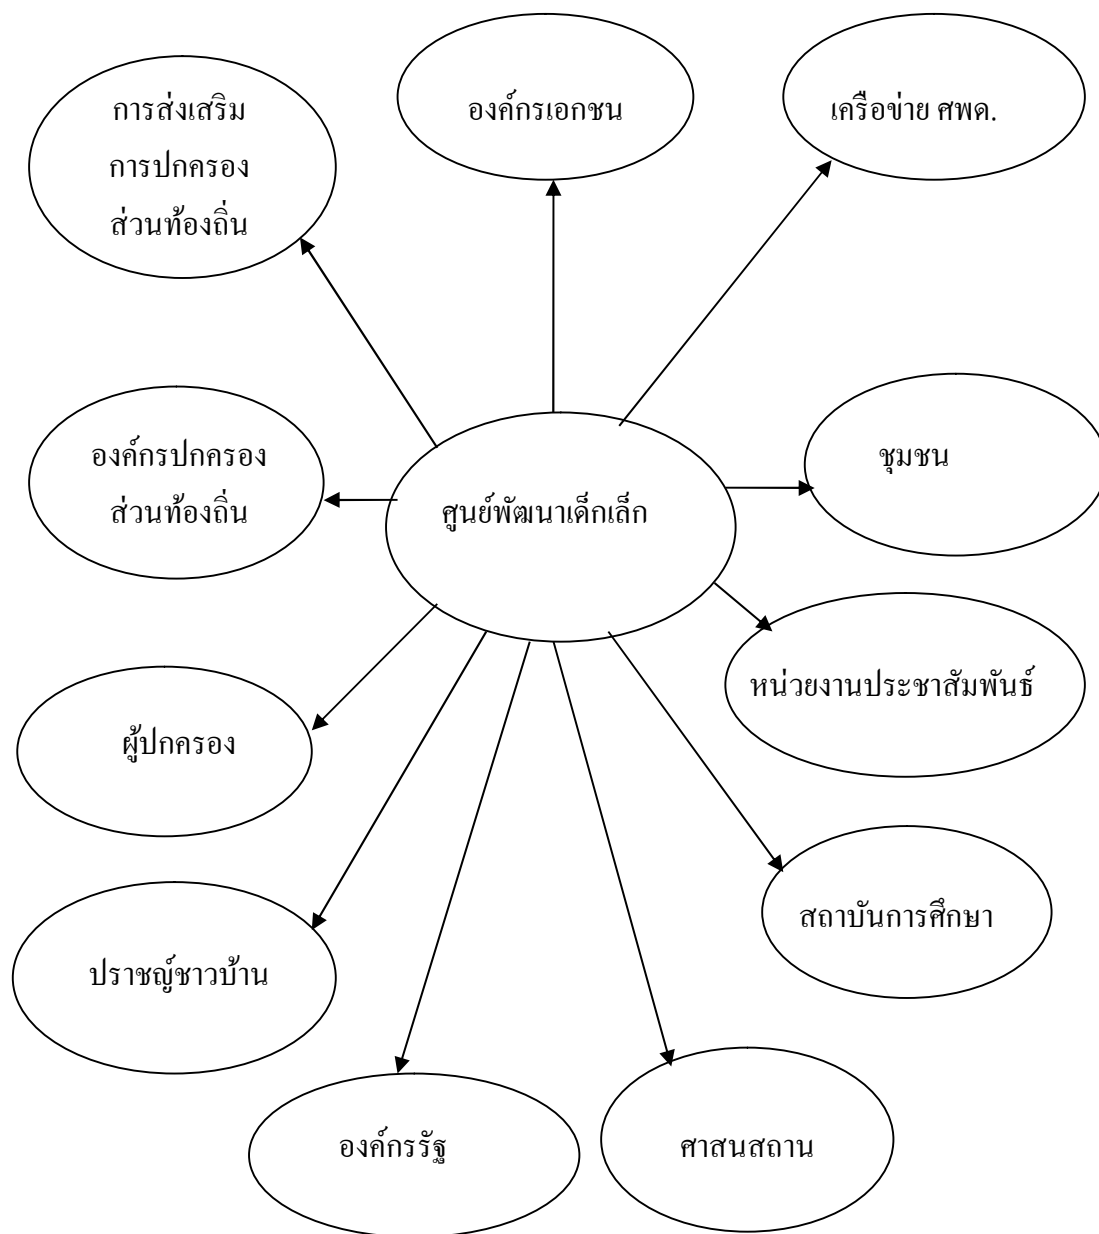 การส่งเสริม
การปกครอง
ส่วนท้องถิ่น
องค์กรเอกชน
เครือข่าย ศพด.
องค์กรปกครอง
ส่วนท้องถิ่น
ศูนย์พัฒนาเด็กเล็ก
ชุมชน
หน่วยงานประชาสัมพันธ์
ผู้ปกครอง
สถาบันการศึกษา
ปราชญ์ชาวบ้าน
องค์กรรัฐ
ศาสนสถาน